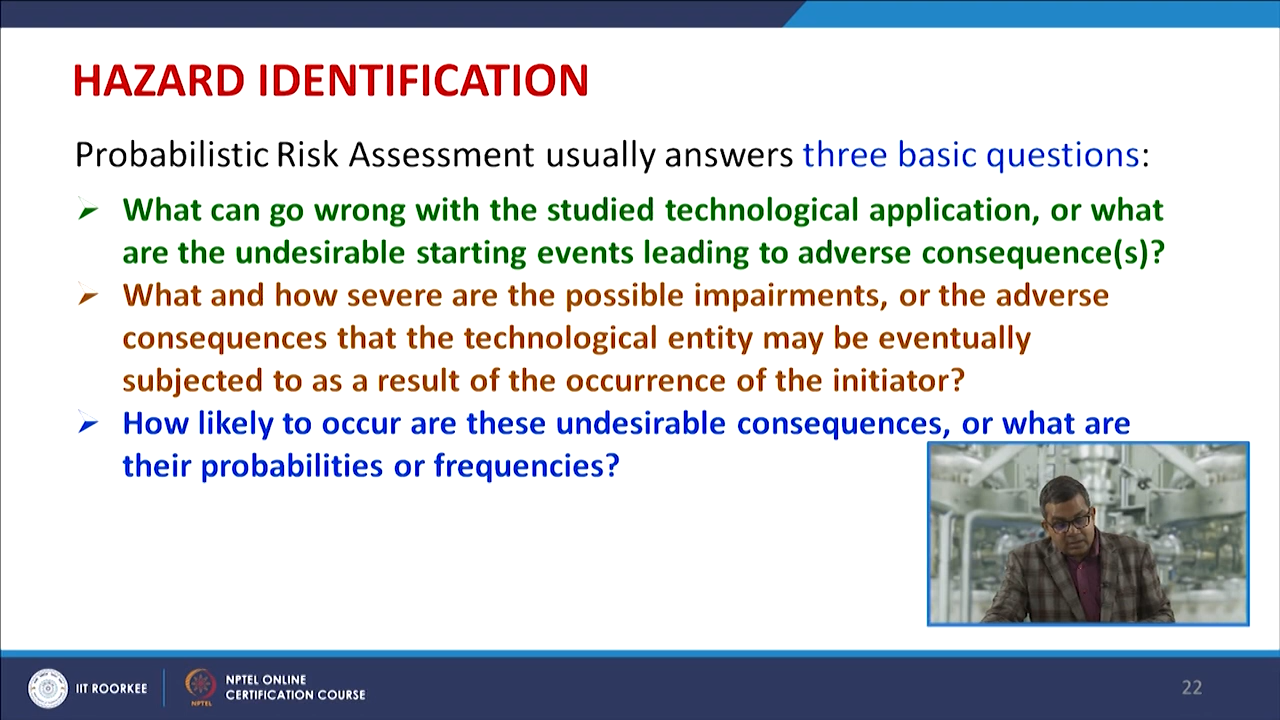 HAZARD IDENTIFICATION
Probabilistic Risk Assessment usually answers three basic questions:
What can go wrong with the studied technological application, or what
are the undesirable starting events leading to adverse consequence(s)?
What and how severe are the possible impairments, or the adverse
consequences that the technological entity may be eventually
subjected to as a result of the occurrence of the initiator?
How likely to occur are these undesirable consequences, or what are
their probabilities or frequencies?
IIT ROORKEE
NPTEL
NPTEL ONLINE
CERTIFICATION COURSE
22